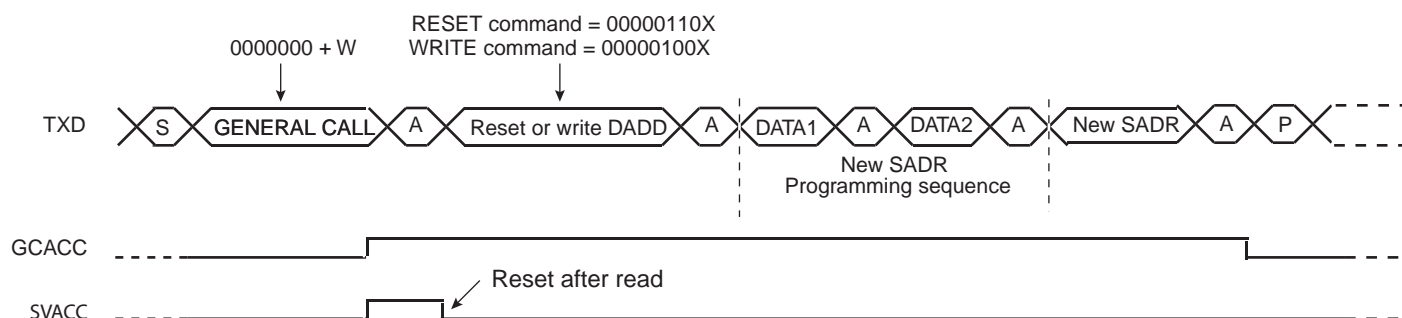 RESET command = 00000110X
0000000 + W
WRITE command = 00000100X
TXD
S
GENERAL CALL
A
Reset or write DADD
A
DATA1
A
DATA2
A
New SADR
A
P
New SADR
Programming sequence
GCACC
Reset after read
SVACC